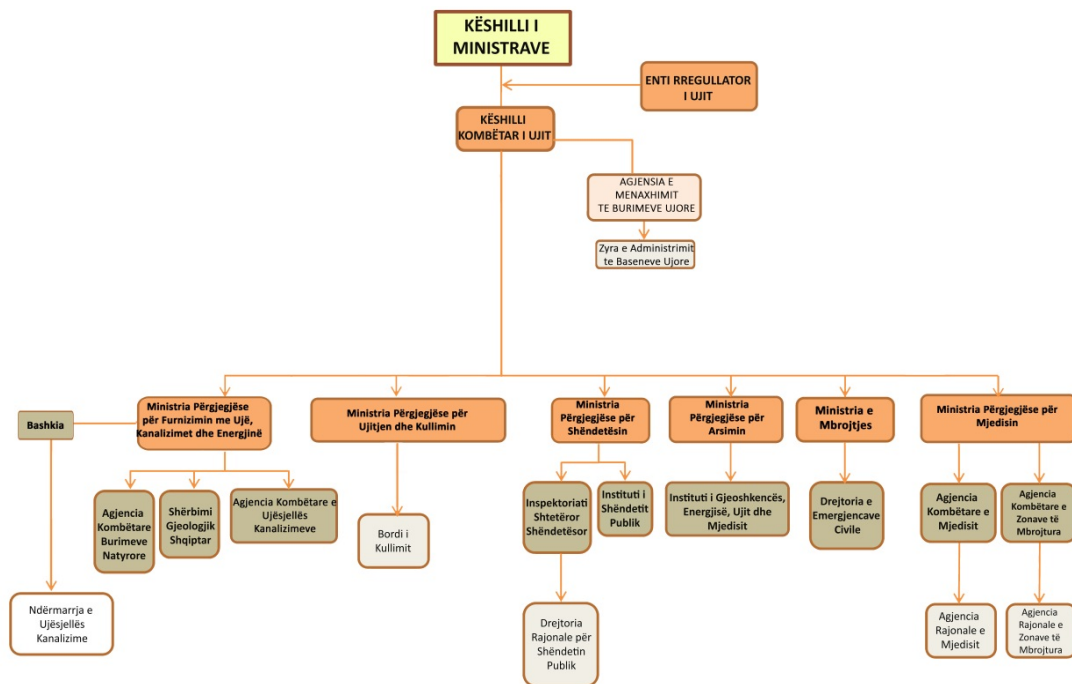 KËSHILLI I
MINISTRAVE
ENTI RREGULLATOR
I UJIT
KËSHILLI
KOMBËTAR I UJIT
AGJENSIA E
MENAXHIMIT
TE BURIMEVE UJORE
Zyra e Administrimit
te Baseneve Ujore
Bashkia
Ministria Përgjegjëse
për Furnizimin me Ujë,
Kanalizimet dhe Energjinë
Ministria Përgjegjëse për
Ujitjen dhe Kullimin
Ministria
Përgjegjëse për
Shëndetësin
Ministria
Përgjegjëse për
Arsimin
Ministria e
Mbrojtjes
Ministria Përgjegjëse për
Mjedisin
Agjencia
Kombëtare
Burimeve
Natyrore
Shërbimi
Gjeologjik
Shqiptar
Agjencia Kombëtare e
Ujësjellës
Kanalizimeve
Bordi i
Kullimit
Inspektoriati
Shtetëror
Shëndetësor
Instituti i
Shëndetit
Publik
Instituti i Gjeoshkencës,
Energjisë, Ujit dhe
Mjedisit
Drejtoria e
Emergjencave
Civile
Agjencia
Kombëtare e
Mjedisit
Agjencia
Kombëtare e
Zonave të
Mbrojtura
Ndërmarrja e
Ujësjellës
Kanalizime
Drejtoria
Rajonale për
Shëndetin
Publik
Agjencia
Rajonale e
Mjedisit
Agjencia
Rajonale e
Zonave të
Mbrojtura